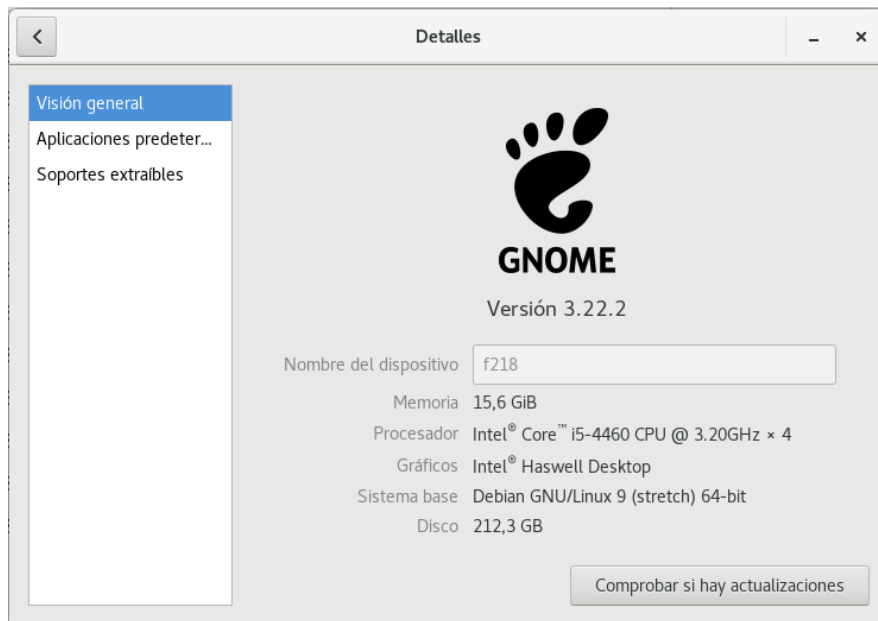 Detalles
Visión general
Aplicaciones predeter...
Soportes extraíbles
GNOME
Versión 3.22.2
Nombre del dispositivo f218
Memoria 15,6 GiB
Procesador Intel® Core™ i5-4460 CPU @ 3.20GHz × 4
Gráficos Intel® Haswell Desktop
Sistema base Debian GNU/Linux 9 (stretch) 64-bit
Disco 212,3 GB
Comprobar si hay actualizaciones